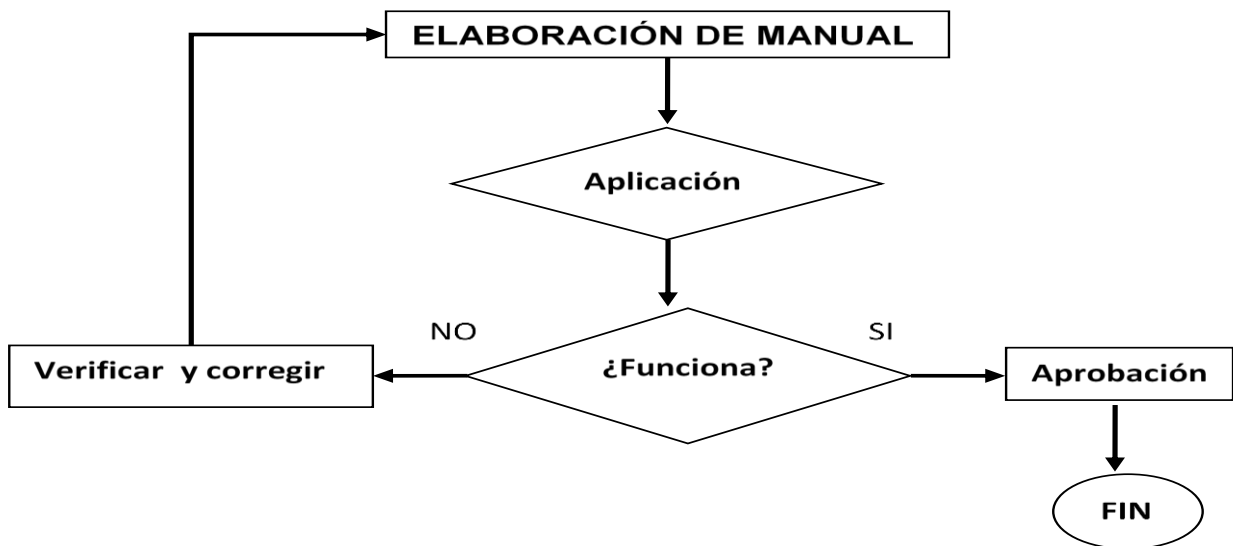 ELABORACIÓN DE MANUAL
Aplicación
NO
SI
Verificar y corregir
¿Funciona?
Aprobación
FIN